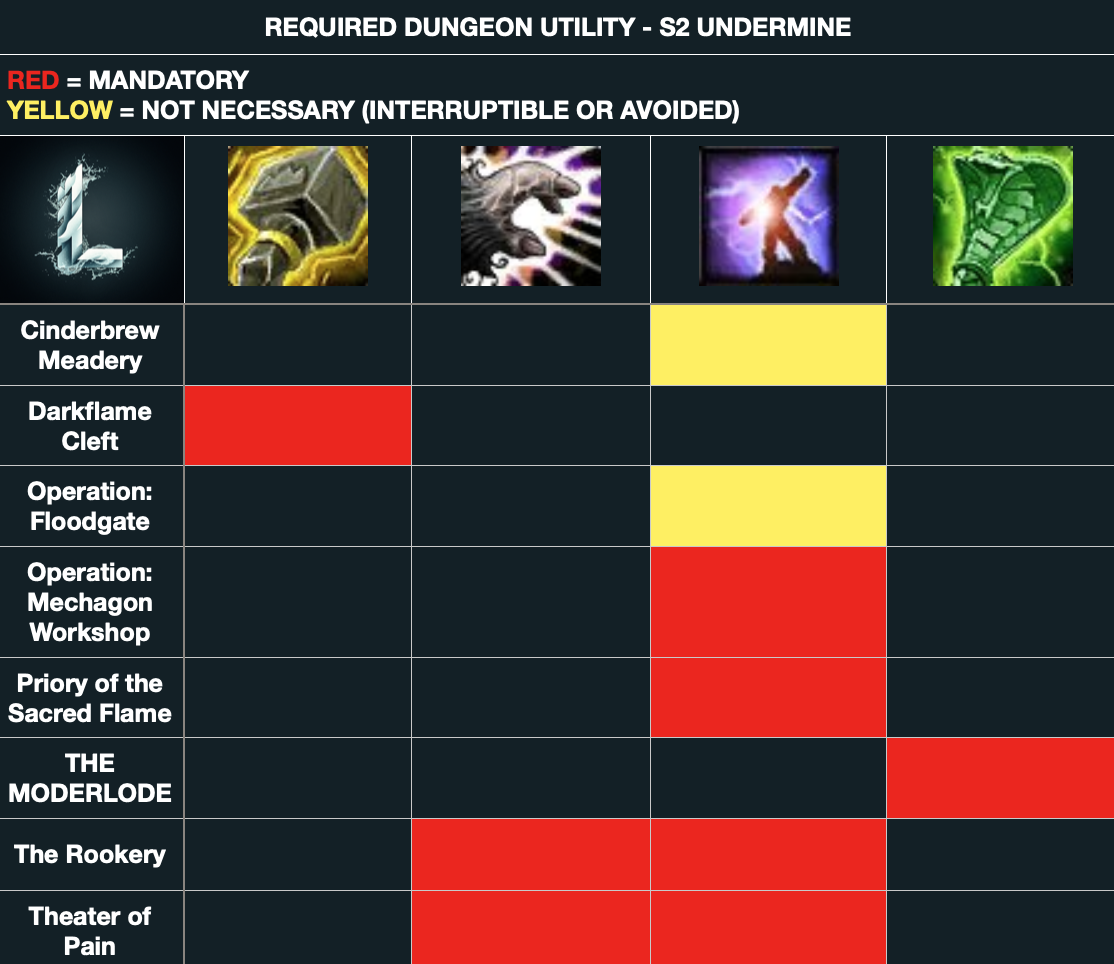 REQUIRED DUNGEON UTILITY - S2 UNDERMINE
RED = MANDATORY
YELLOW = NOT NECESSARY (INTERRUPTIBLE OR AVOIDED)
L
Cinderbrew
Meadery
Darkflame
Cleft
Operation:
Floodgate
Operation:
Mechagon
Workshop
Priory of the
Sacred Flame
THE
MODERLODE
The Rookery
Theater of
Pain